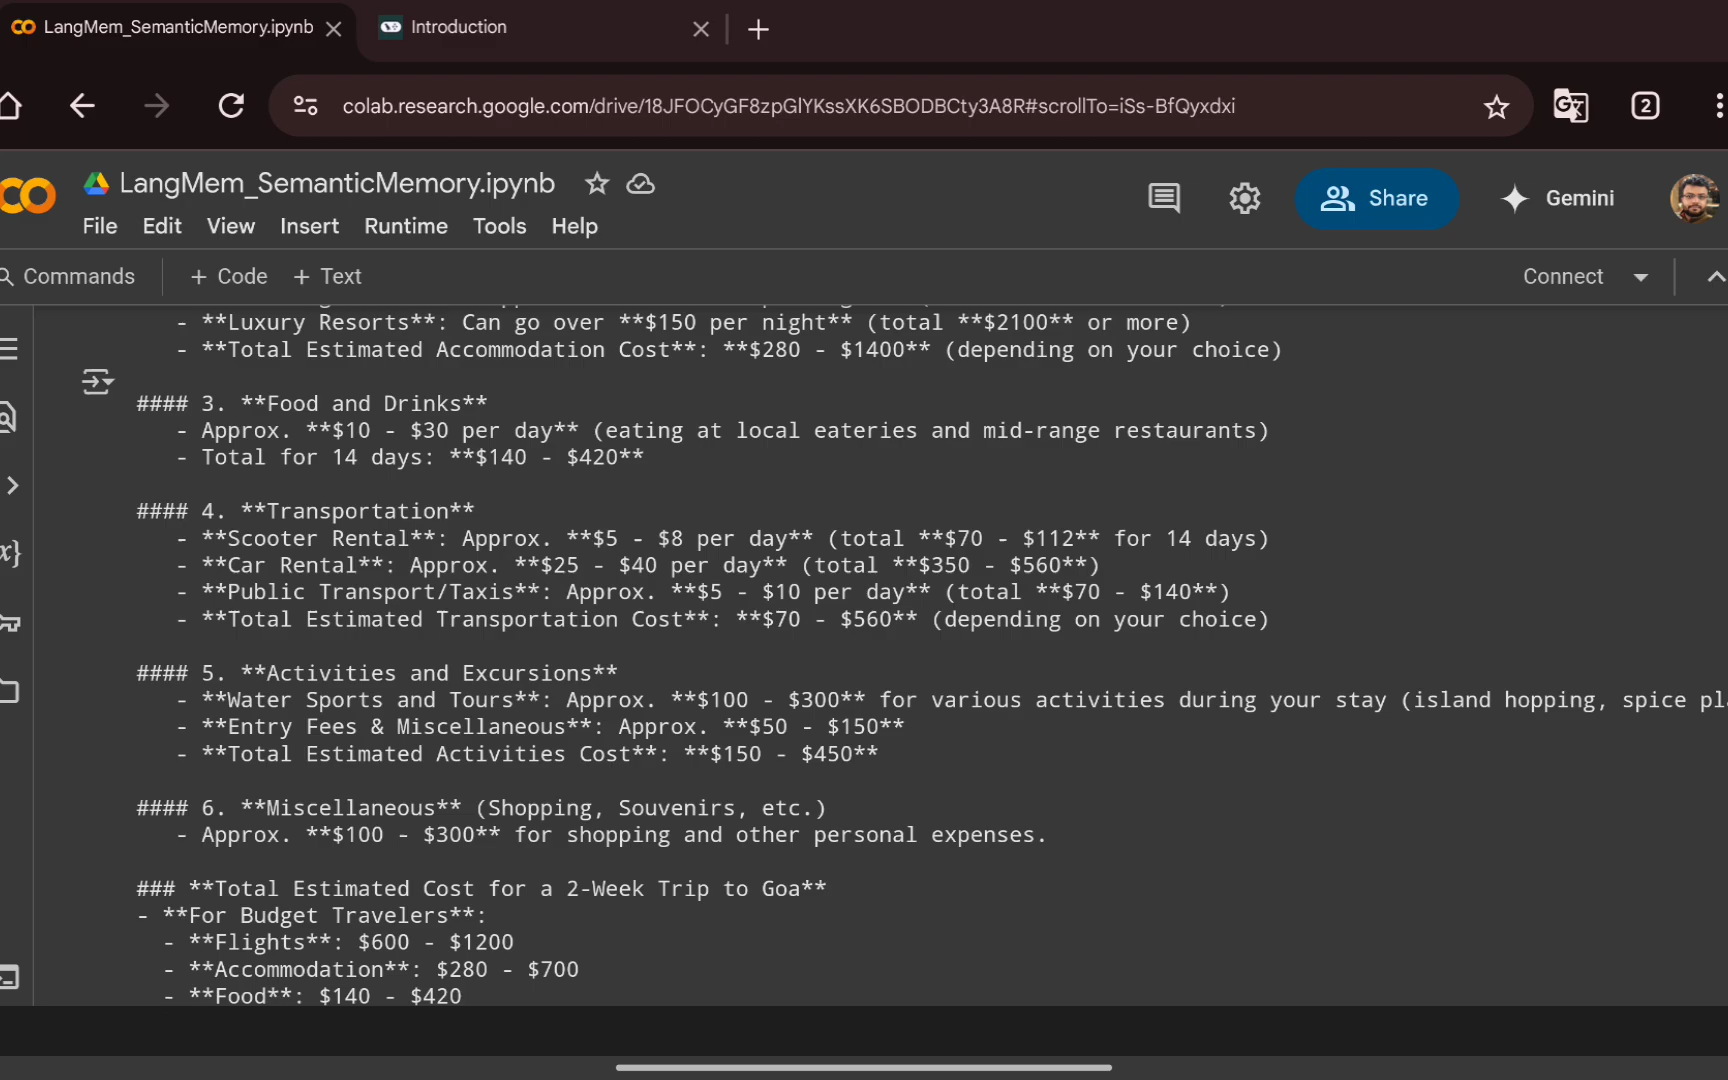 LangMem_SemanticMemory.ipynb
Introduction
colab.research.google.com/drive/18JFOCyGF8zpGlYKssXK6SBODBCty3A8R#scrollTo=iSs-BfQyxdxi
2
LangMem_SemanticMemory.ipynb
Share
Gemini
File Edit View Insert Runtime Tools Help
Commands
+ Code + Text
Connect
- **Luxury Resorts**: Can go over **$150 per night** (total **$2100** or more)
- **Total Estimated Accommodation Cost**: **$280 - $1400** (depending on your choice)
#### 3. **Food and Drinks**
- Approx. **$10 - $30 per day** (eating at local eateries and mid-range restaurants)
- Total for 14 days: **$140 - $420**
#### 4. **Transportation**
- **Scooter Rental**: Approx. **$5 - $8 per day** (total **$70 - $112** for 14 days)
- **Car Rental**: Approx. **$25 - $40 per day** (total **$350 - $560**)
- **Public Transport/Taxis**: Approx. **$5 - $10 per day** (total **$70 - $140**)
- **Total Estimated Transportation Cost**: **$70 - $560** (depending on your choice)
#### 5. **Activities and Excursions**
- **Water Sports and Tours**: Approx. **$100 - $300** for various activities during your stay (island hopping, spice
- **Entry Fees & Miscellaneous**: Approx. **$50 - $150**
- **Total Estimated Activities Cost**: **$150 - $450**
#### 6. **Miscellaneous** (Shopping, Souvenirs, etc.)
- Approx. **$100 - $300** for shopping and other personal expenses.
### **Total Estimated Cost for a 2-Week Trip to Goa**
- **For Budget Travelers**:
- **Flights**: $600 - $1200
- **Accommodation**: $280 - $700
- **Food**: $140 - $420